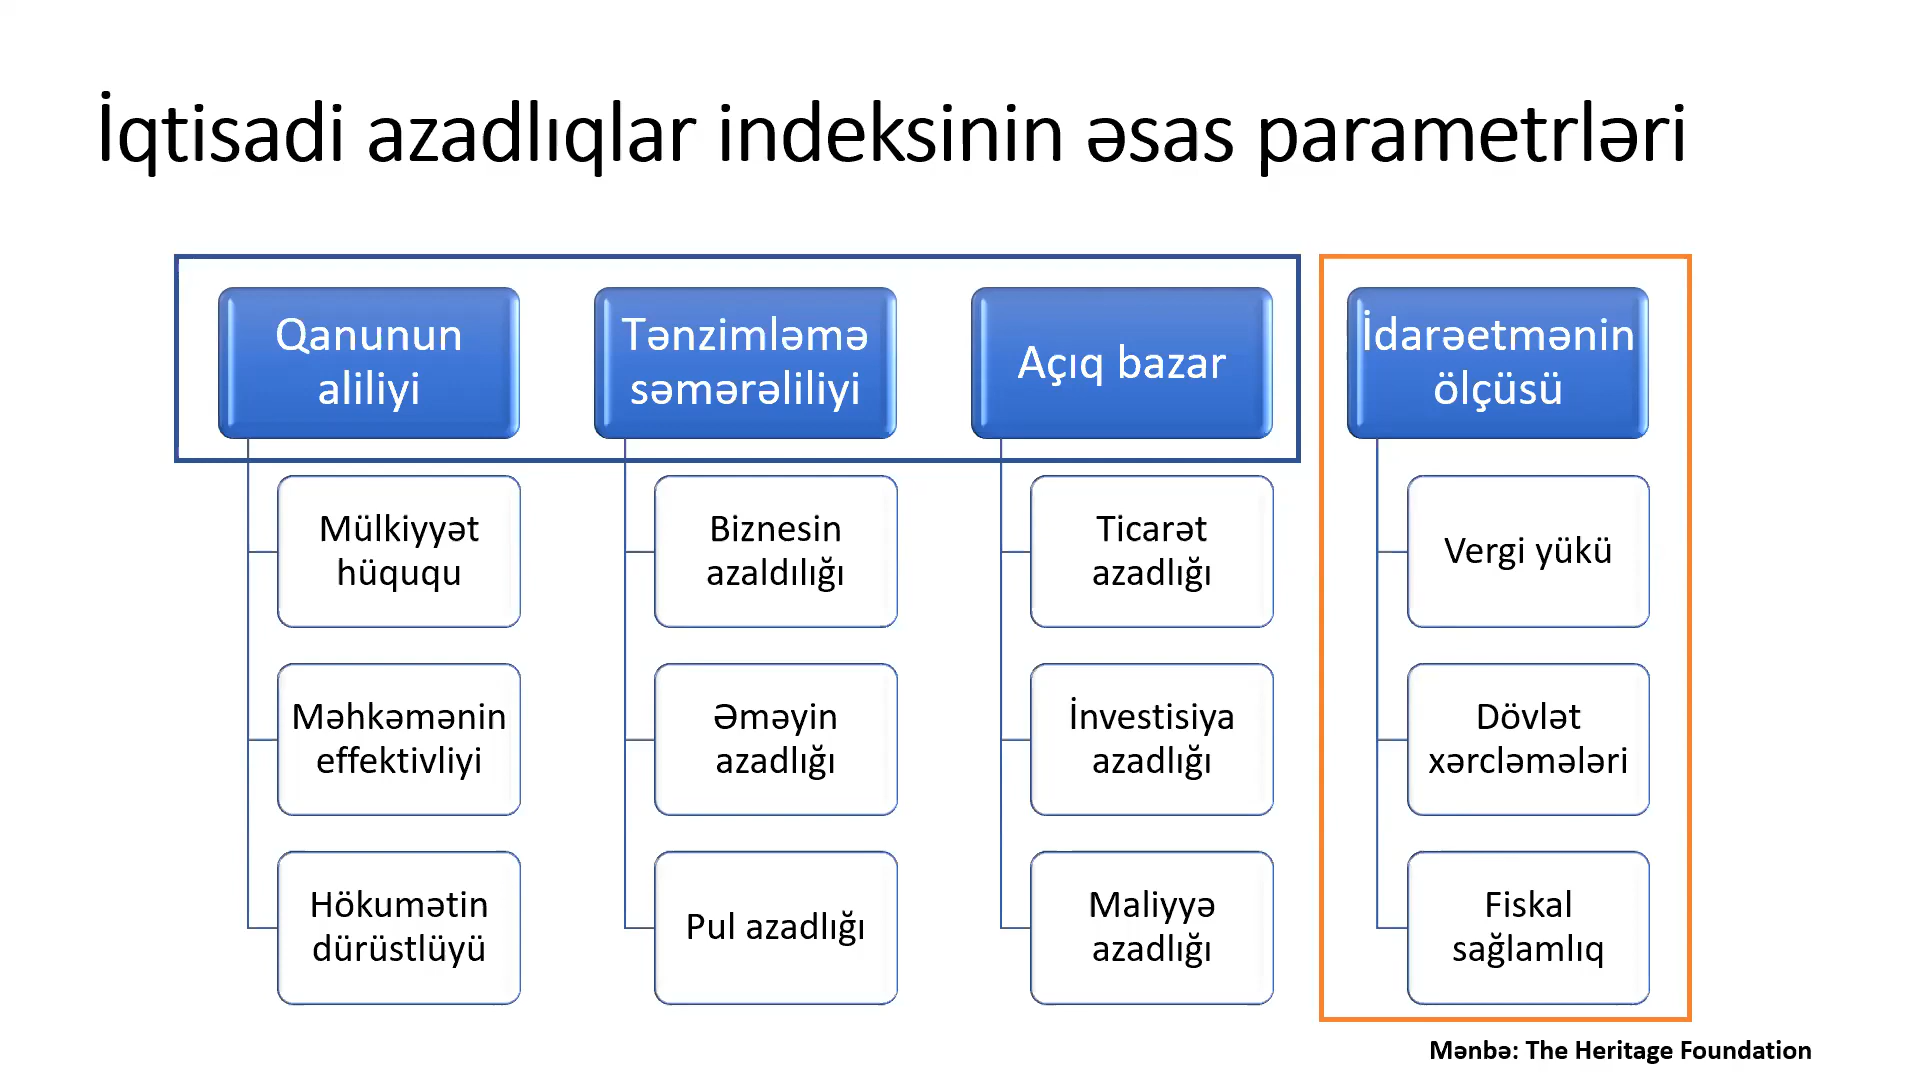 İqtisadi azadlıqlar indeksinin əsas parametrləri
Qanunun
aliliyi
Mülkiyyət
hüququ
Məhkəmənin
effektivliyi
Hökumətin
dürüstlüyü
Tənzimləmə
səmərəliliyi
Biznesin
azaldılığı
Əməyin
azadlığı
Pul azadlığı
Açıq bazar
Ticarət
azadlığı
İnvestisiya
azadlığı
Maliyyə
azadlığı
İdarəetmənin
ölçüsü
Vergi yükü
Dövlət
xərcləmələri
Fiskal
sağlamlıq
Mənbə: The Heritage Foundation